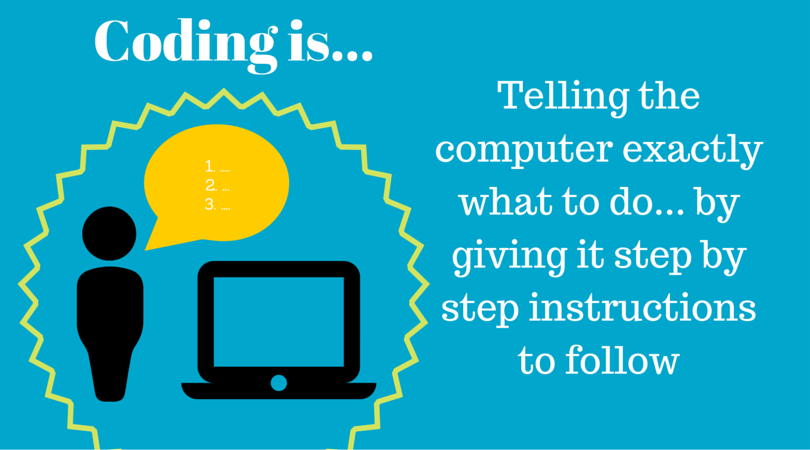 Coding is...
1. ...
2. ...
3. ...
Telling the
computer exactly
what to do... by
giving it step by
step instructions
to follow